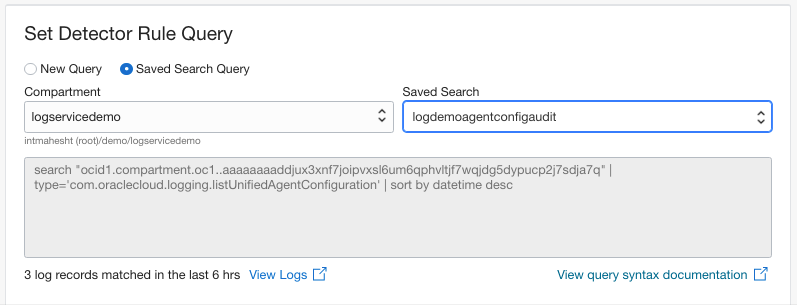 Set Detector Rule Query
New Query Saved Search Query
Compartment Saved Search
logservicedemo logdemoagentconfigaudit
intmahesht (root)/demo/logservicedemo
search "ocid1.compartment.oc1..aaaaaaaaddjux3xnf7joipvxsl6um6qphvltjf7wqjdg5dypucp2j7sdja7q" |
type='com.oraclecloud.logging.listUnifiedAgentConfiguration' | sort by datetime desc
3 log records matched in the last 6 hrs View Logs View query syntax documentation